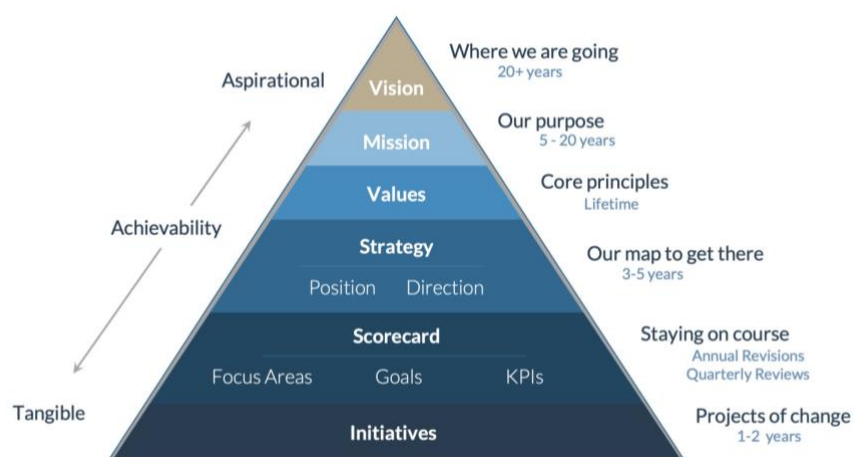 Where we are going
20+ years
Aspirational
Vision
Our purpose
5 - 20 years
Mission
Core principles
Lifetime
Values
Achievability
Strategy
Our map to get there
3-5 years
Position Direction
Scorecard
Staying on course
Annual Revisions
Quarterly Reviews
Focus Areas Goals KPIs
Tangible
Projects of change
1-2 years
Initiatives